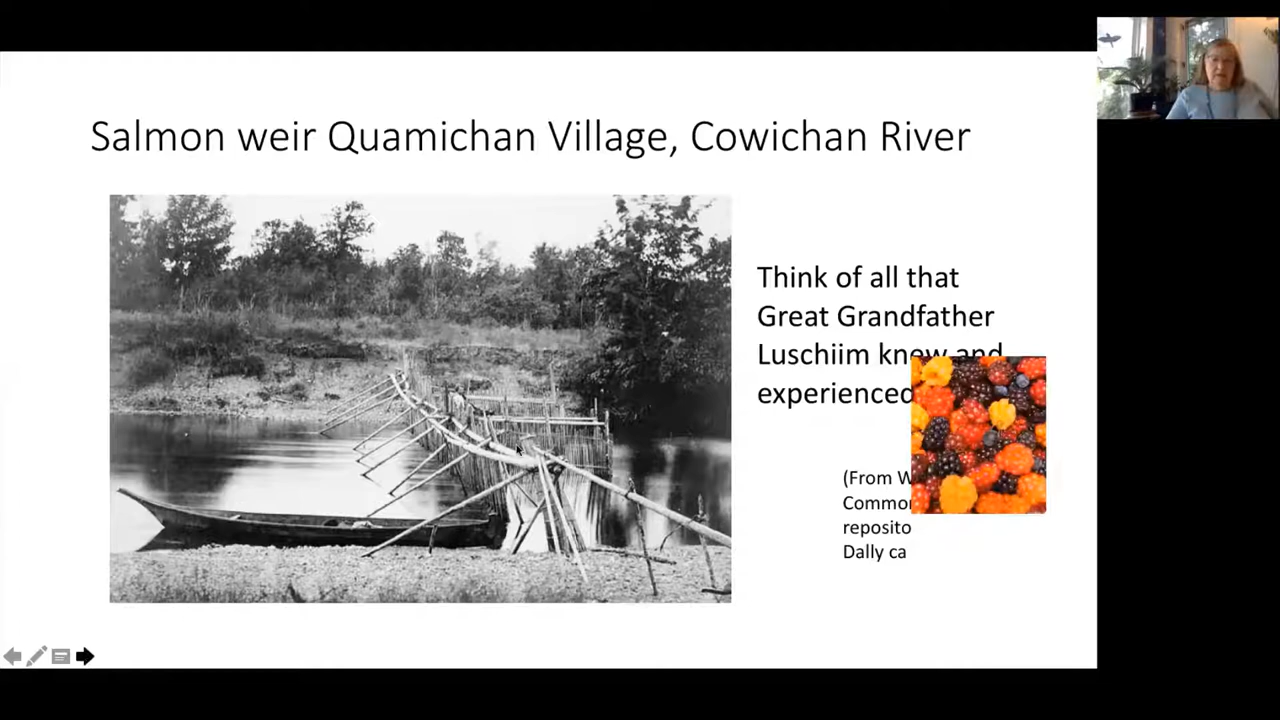 Salmon weir Quamichan Village, Cowichan River
Think of all that
Great Grandfather
Luschiim knew and
experienced
(From W
Common
reposito
Dally ca